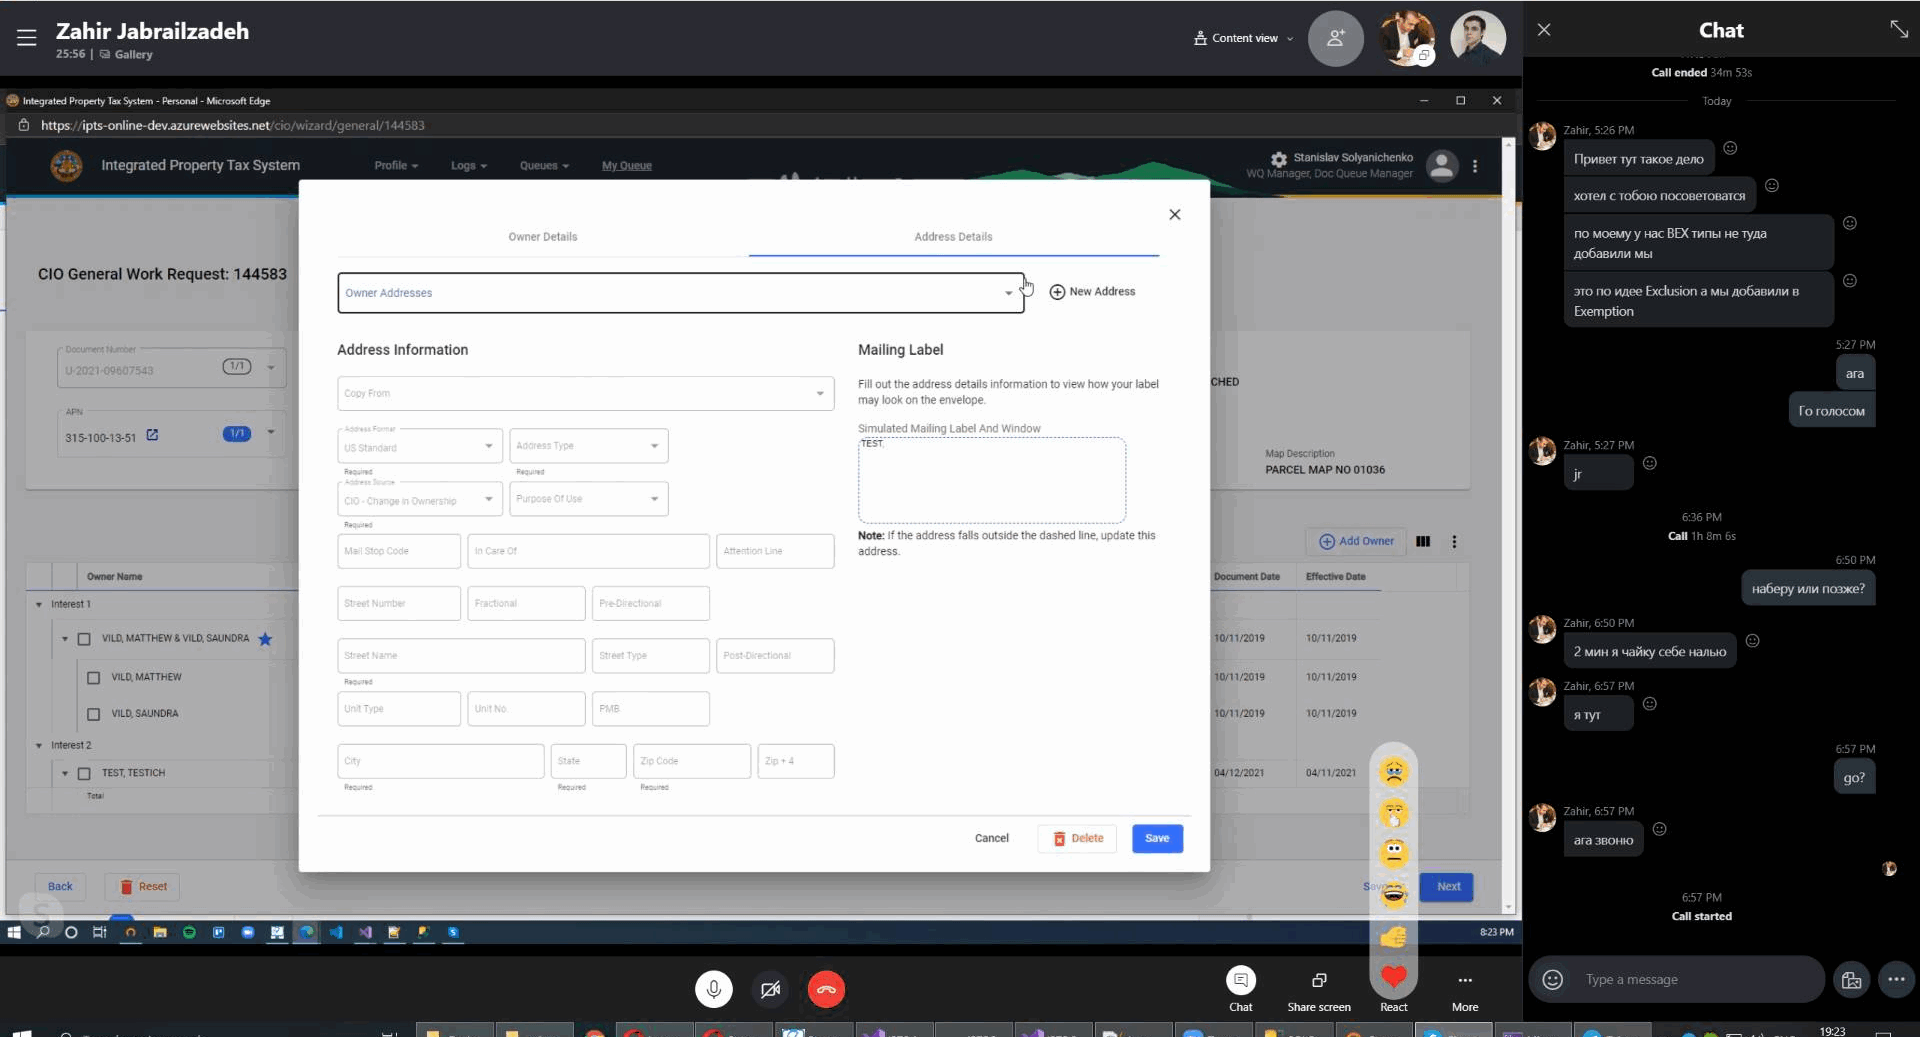 Zahir Jabrailzadeh
25:56 | Gallery
Content view
Integrated Property Tax System - Personal - Microsoft Edge
https://ipts-online-dev.azurewebsites.net/cio/wizard/general/144583
Integrated Property Tax System
Profile
Logs
Queues
My Queue
Stanislav Solyanichenko
WQ Manager, Doc Queue Manager
CIO General Work Request: 144583
Document Number
U-2021-09607543
1/1
APN
315-100-13-51
1/1
Owner Details
Address Details
Owner Addresses
New Address
Address Information
Copy From
Address Format
US Standard
Required
Address Type
Required
Address Source
CIO - Change in Ownership
Required
Purpose Of Use
Mail Stop Code
In Care Of
Attention Line
Street Number
Fractional
Pre-Directional
Street Name
Required
Street Type
Post-Directional
Unit Type
Unit No.
PMB
City
Required
State
Required
Zip Code
Required
Zip + 4
Mailing Label
Fill out the address details information to view how your label
may look on the envelope.
Simulated Mailing Label And Window
TEST
Note: If the address falls outside the dashed line, update this
address.
Cancel
Delete
Save
CHED
Map Description
PARCEL MAP NO 01036
Add Owner
Owner Name
Document Date
Effective Date
Interest 1
VILD, MATTHEW & VILD, SAUNDRA
10/11/2019
10/11/2019
VILD, MATTHEW
10/11/2019
10/11/2019
VILD, SAUNDRA
10/11/2019
10/11/2019
Interest 2
TEST, TESTICH
04/12/2021
04/11/2021
Total
Back
Reset
Next
8:23 PM
Chat
Share screen
React
More
Chat
Call ended 34m 53s
Today
Zahir, 5:26 PM
Привет тут такое дело
хотел с тобою посоветоватся
по моему у нас BEX типы не туда
добавили мы
это по идее Exclusion а мы добавили в
Exemption
5:27 PM
ага
Го голосом
Zahir, 5:27 PM
jr
6:36 PM
Call 1h 8m 6s
6:50 PM
наберу или позже?
Zahir, 6:50 PM
2 мин я чайку себе налью
Zahir, 6:57 PM
я тут
6:57 PM
go?
Zahir, 6:57 PM
ага звоню
6:57 PM
Call started
Type a message
19:23